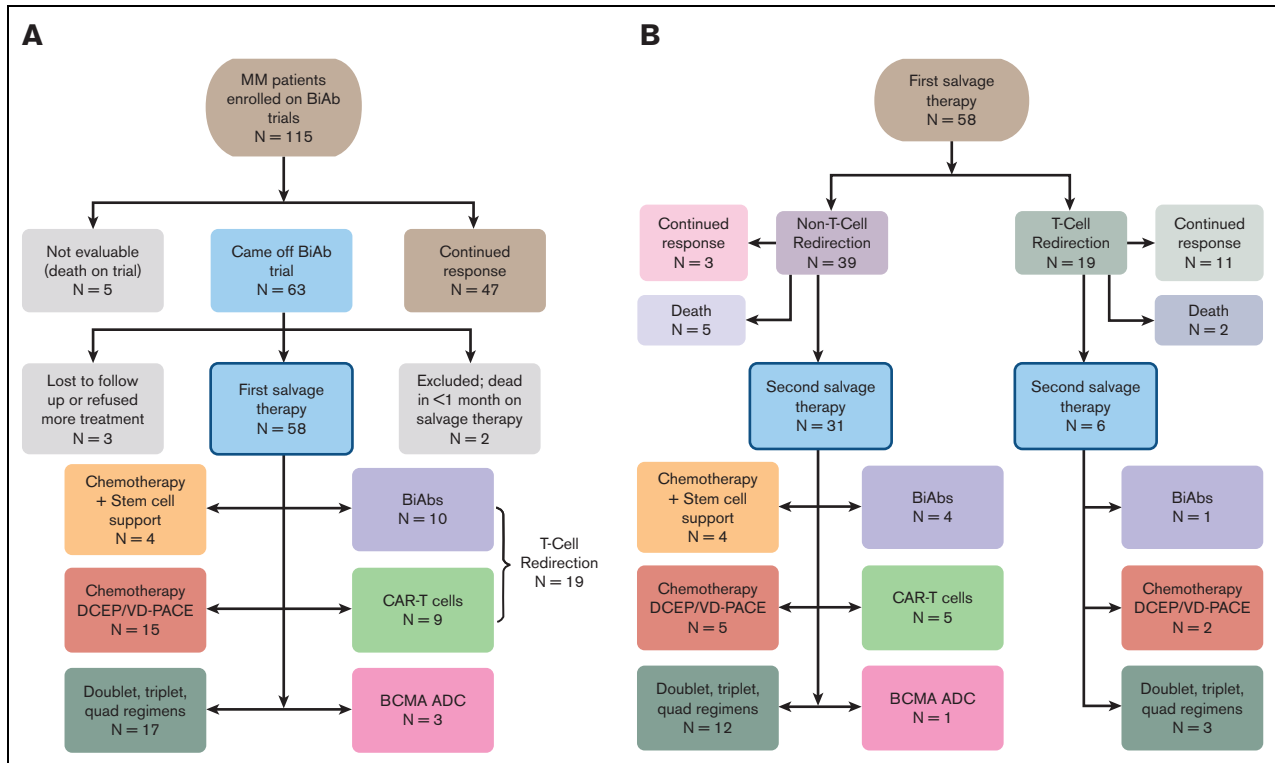 A
MM patients
enrolled on BiAb
trials
N = 115
Not evaluable
(death on trial)
N = 5
Came off BiAb
trial
N = 63
Continued
response
N = 47
Lost to follow
up or refused
more treatment
N = 3
First salvage
therapy
N = 58
Excluded; dead
in <1 month on
salvage therapy
N = 2
Chemotherapy
+ Stem cell
support
N = 4
BiAbs
N = 10
T-Cell
Redirection
N = 19
Chemotherapy
DCEP/VD-PACE
N = 15
CAR-T cells
N = 9
Doublet, triplet,
quad regimens
N = 17
BCMA ADC
N = 3
B
First salvage
therapy
N = 58
Continued
response
N = 3
Non-T-Cell
Redirection
N = 39
T-Cell
Redirection
N = 19
Continued
response
N = 11
Death
N = 5
Death
N = 2
Second salvage
therapy
N = 31
Second salvage
therapy
N = 6
Chemotherapy
+ Stem cell
support
N = 4
BiAbs
N = 4
BiAbs
N = 1
Chemotherapy
DCEP/VD-PACE
N = 5
CAR-T cells
N = 5
Chemotherapy
DCEP/VD-PACE
N = 2
Doublet, triplet,
quad regimens
N = 12
BCMA ADC
N = 1
Doublet, triplet,
quad regimens
N = 3